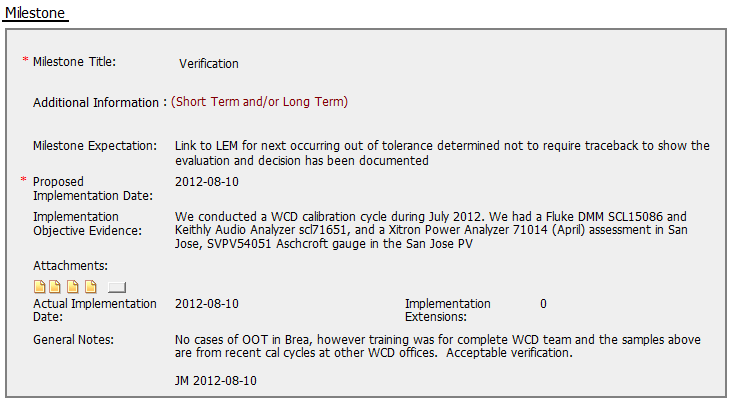 Milestone
* Milestone Title: Verification
Additional Information : (Short Term and/or Long Term)
Milestone Expectation: Link to LEM for next occurring out of tolerance determined not to require traceback to show the
evaluation and decision has been documented
* Proposed 2012-08-10
Implementation Date:
Implementation We conducted a WCD calibration cycle during July 2012. We had a Fluke DMM SCL15086 and
Objective Evidence: Keithly Audio Analyzer scl71651, and a Xitron Power Analyzer 71014 (April) assessment in San
Jose, SVPV54051 Aschcroft gauge in the San Jose PV
Attachments:
Actual Implementation 2012-08-10 Implementation 0
Date: Extensions:
General Notes: No cases of OOT in Brea, however training was for complete WCD team and the samples above
are from recent cal cycles at other WCD offices. Acceptable verification.
JM 2012-08-10